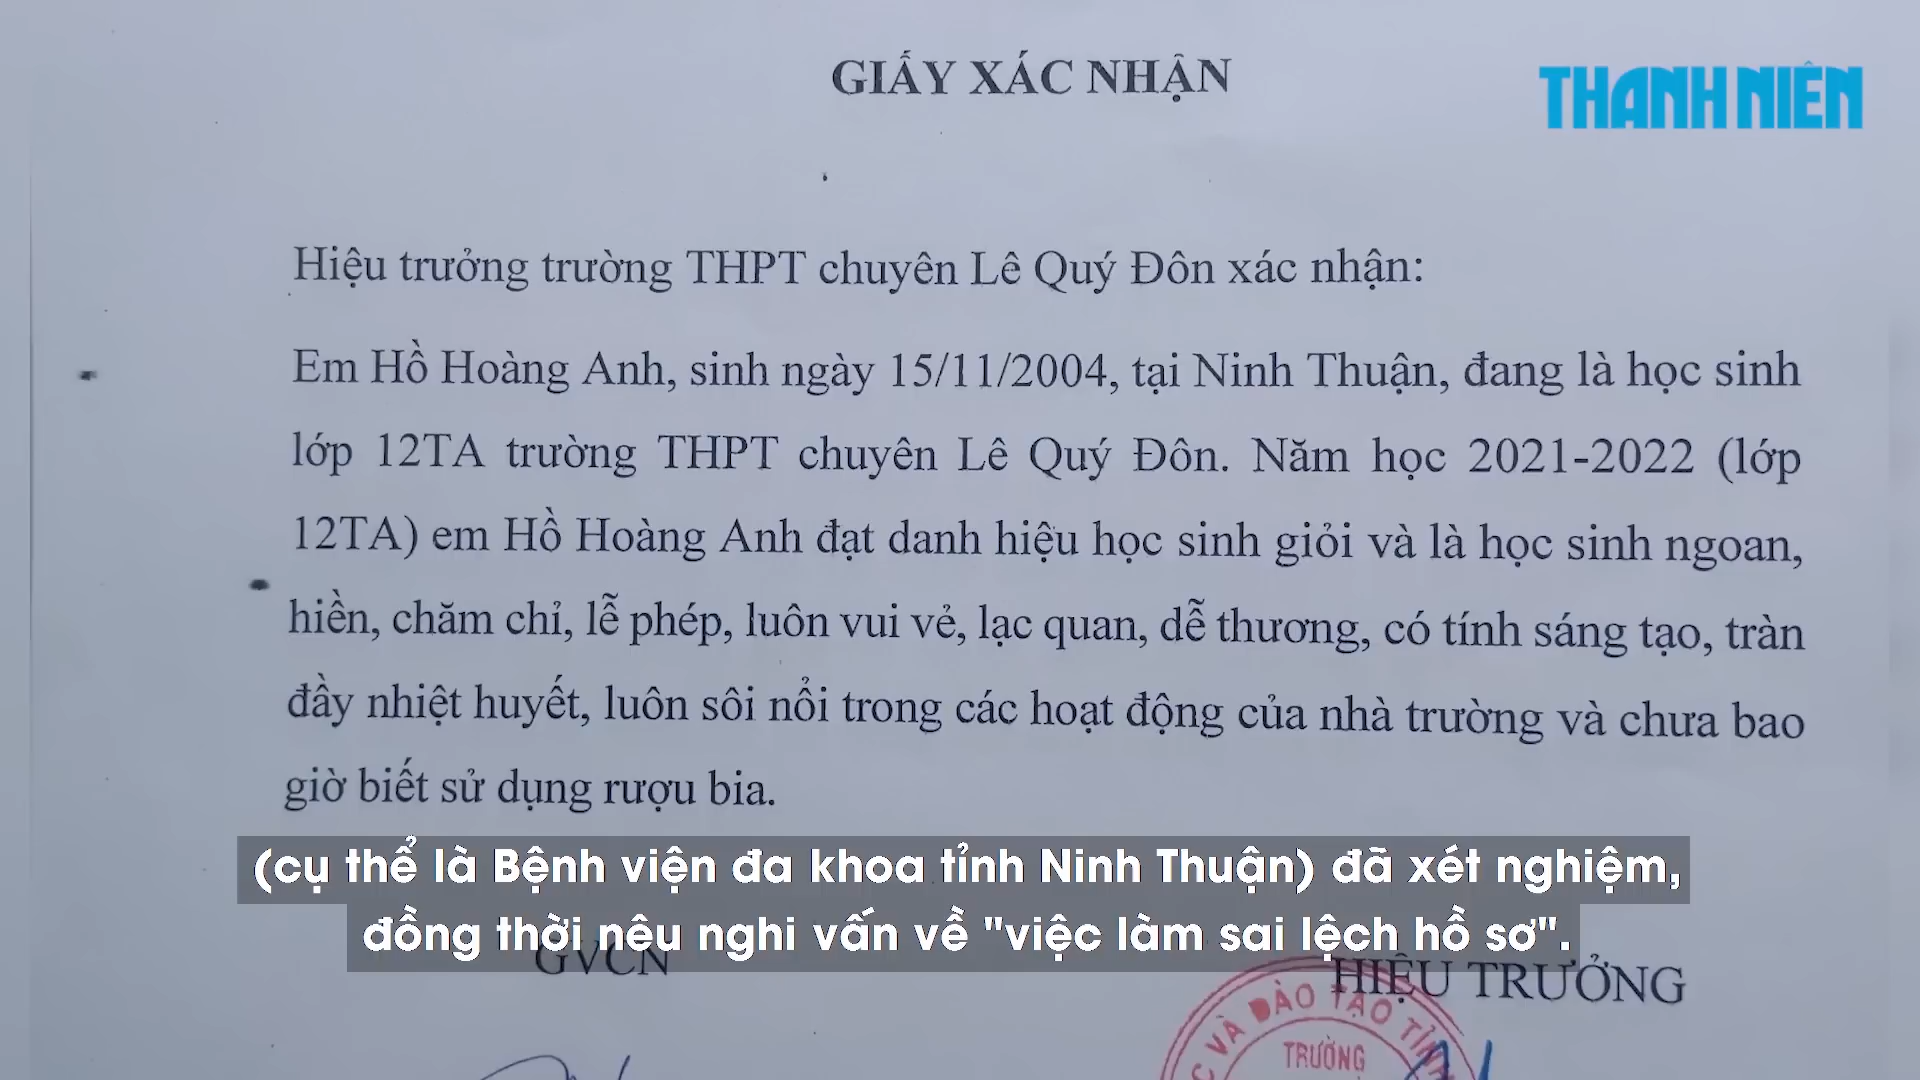 GIẤY XÁC NHẬN
THANH NIÊN
Hiệu trưởng trường THPT chuyên Lê Quý Đôn xác nhận:
Em Hồ Hoàng Anh, sinh ngày 15/11/2004, tại Ninh Thuận, đang là học sinh
lớp 12TA trường THPT chuyên Lê Quý Đôn. Năm học 2021-2022 (lớp
12TA) em Hồ Hoàng Anh đạt danh hiệu học sinh giỏi và là học sinh ngoan,
hiền, chăm chỉ, lễ phép, luôn vui vẻ, lạc quan, dễ thương, có tính sáng tạo, tràn
đầy nhiệt huyết, luôn sôi nổi trong các hoạt động của nhà trường và chưa bao
giờ biết sử dụng rượu bia.
(cụ thể là Bệnh viện đa khoa tỉnh Ninh Thuận) đã xét nghiệm,
đồng thời nêu nghi vấn về "việc làm sai lệch hồ sơ".
GVCN
HIỆU TRƯỞNG
VÀ ĐÀO TẠO TỈNH
TRƯỜNG